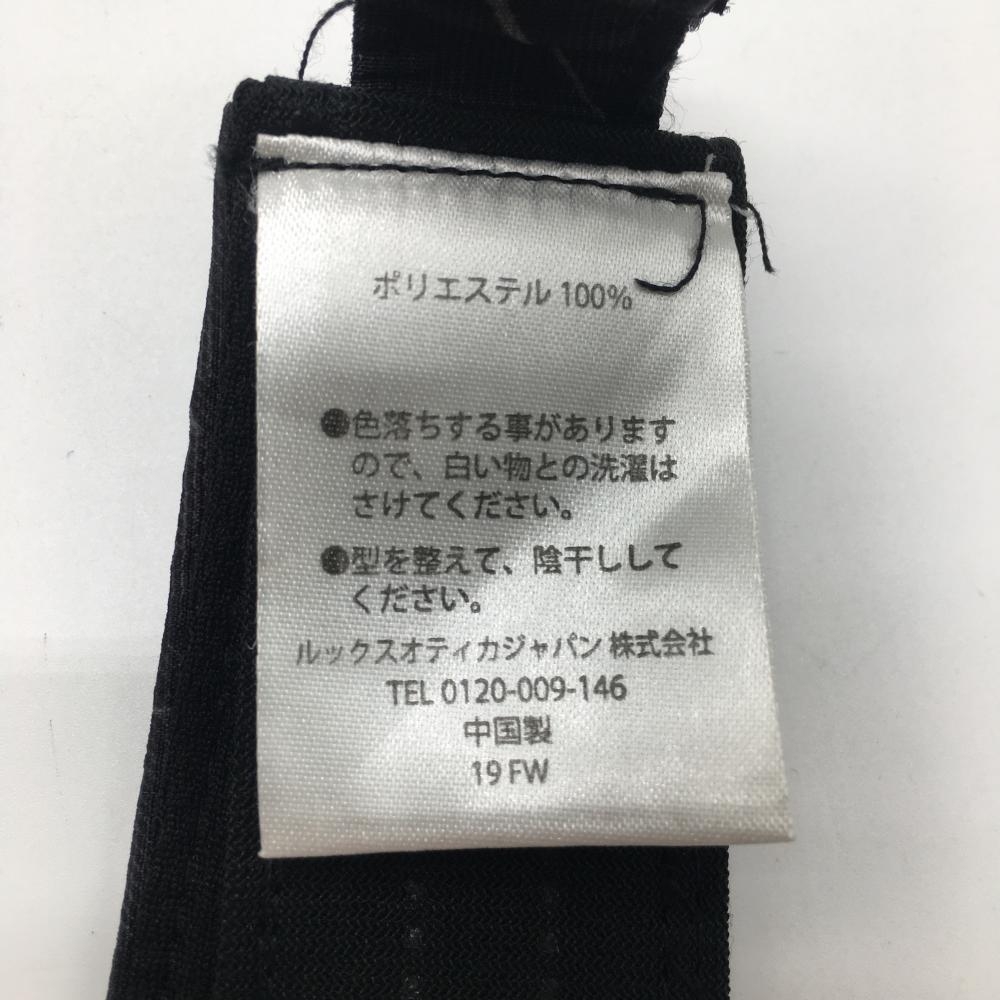 ポリエステル 100%
●色落ちする事があります
ので、白い物との洗濯は
さけてください。
●型を整えて、陰干しして
ください。
ルックスオティカジャパン 株式会社
TEL 0120-009-146
中国製
19 FW